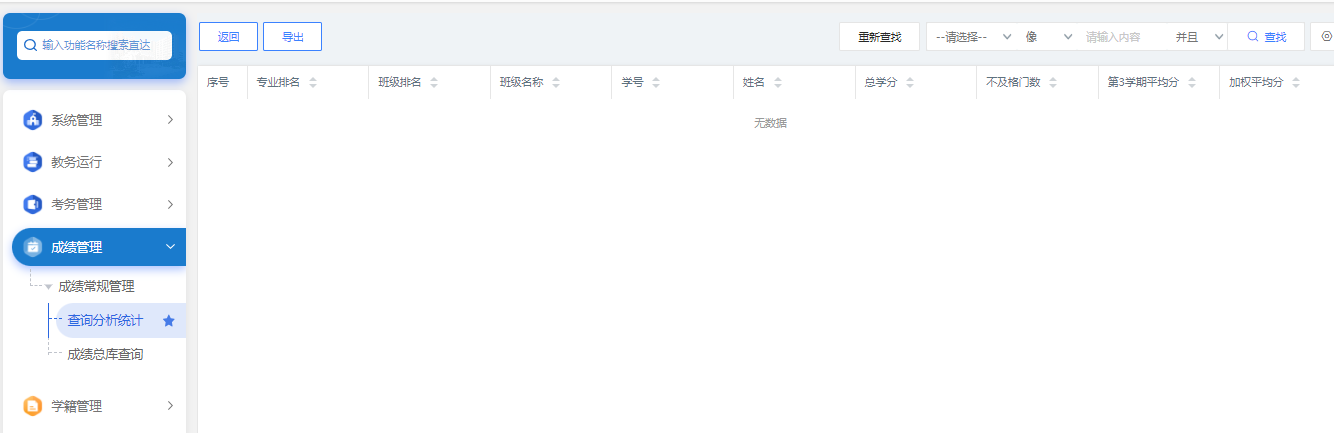 输入功能名称搜索直达
系统管理
教务运行
考务管理
成绩管理
成绩常规管理
查询分析统计
成绩总库查询
学籍管理
返回 导出 重新查找 --请选择-- 像 请输入内容 并且 查找
序号 专业排名 班级排名 班级名称 学号 姓名 总学分 不及格门数 第3学期平均分 加权平均分
无数据